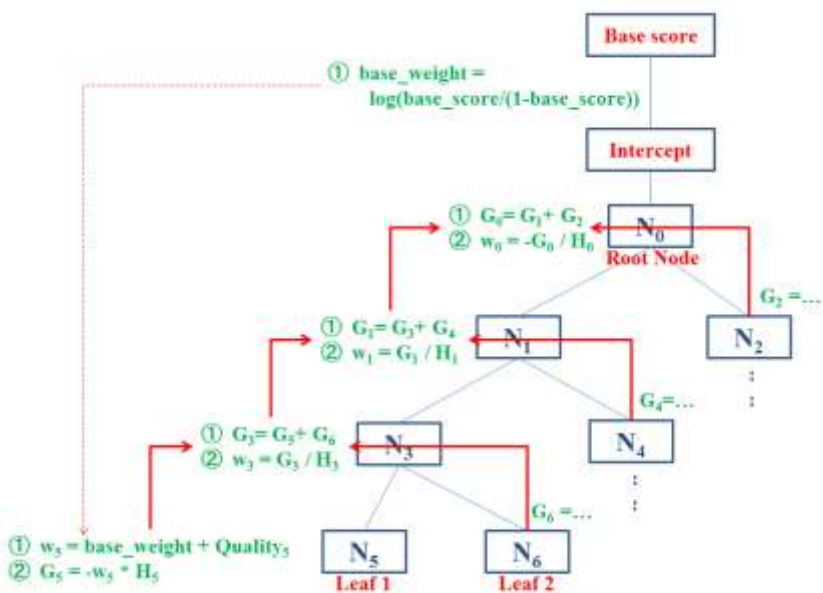 Base score
① base_weight =
log(base_score/(1-base_score))
Intercept
① G₀= G₁+ G₂
② w₀ = -G₀ / H₀
N₀
Root Node
G₂ =...
① G₁= G₃+ G₄
② w₁ = G₁ / H₁
N₁
N₂
:
:
G₄=...
① G₃= G₅+ G₆
② w₃ = G₃ / H₃
N₃
N₄
:
:
G₆ =...
① w₅ = base_weight + Quality₅
② G₅ = -w₅ * H₅
N₅
N₆
Leaf 1
Leaf 2